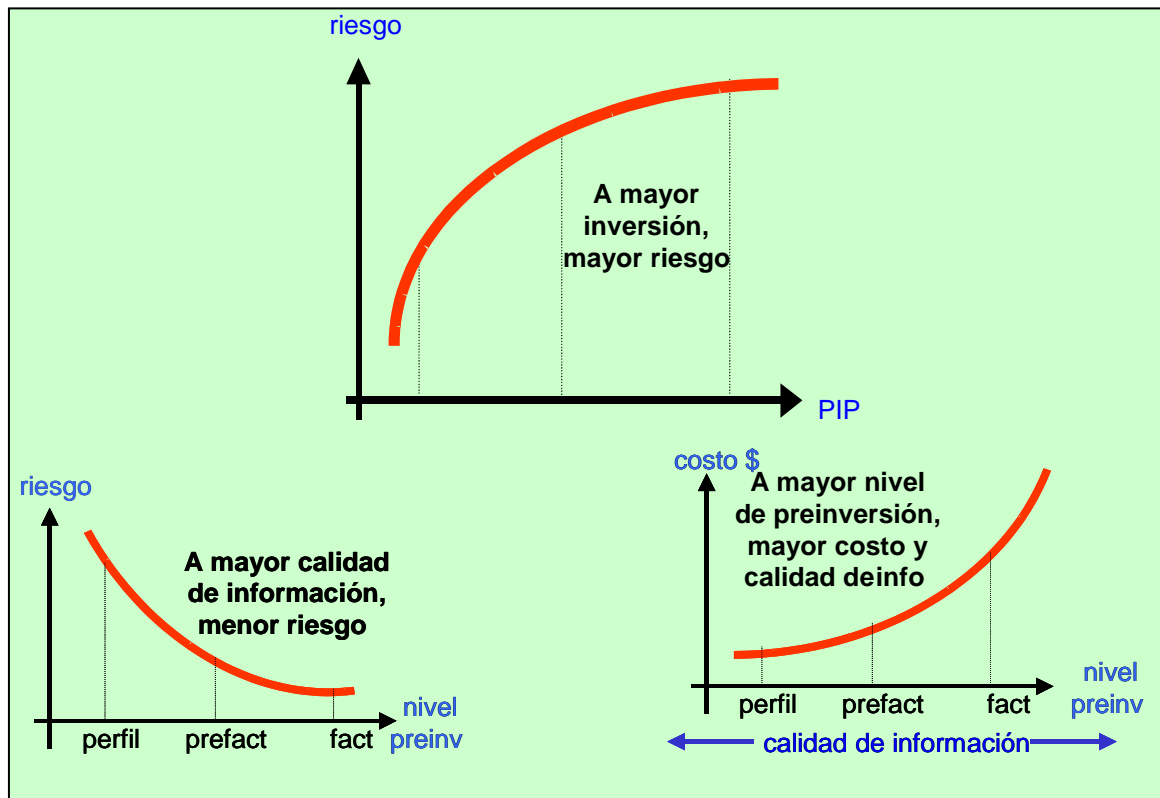 riesgo
A mayor
inversión,
mayor riesgo
PIP
riesgo
A mayor calidad
de información,
menor riesgo
nivel
preinv
perfil prefact fact
costo $
A mayor nivel
de preinversión,
mayor costo y
calidad deinfo
nivel
preinv
perfil prefact fact
calidad de información